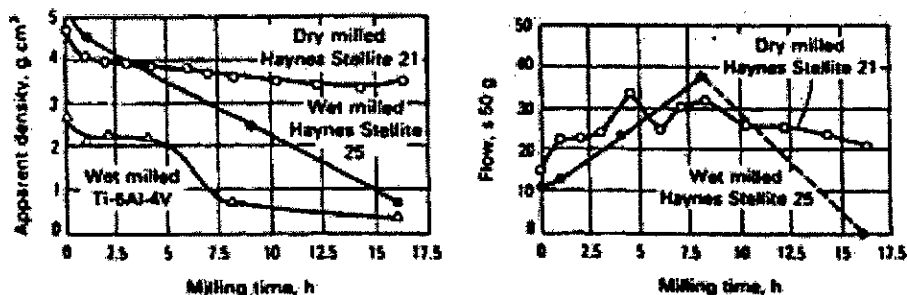 Apparent density, g cm³
5
4
3
2
1
0
Dry milled
Haynes Stellite 21
Wet milled
Haynes Stellite
25
Wet milled
Ti-6Al-4V
0 2.5 5 7.5 10 12.5 15 17.5
Milling time, h
Flow, s 50 g
50
40
30
20
10
0
Dry milled
Haynes Stellite 21
Wet milled
Haynes Stellite 25
0 2.5 5 7.5 10 12.5 15 17.5
Milling time, h